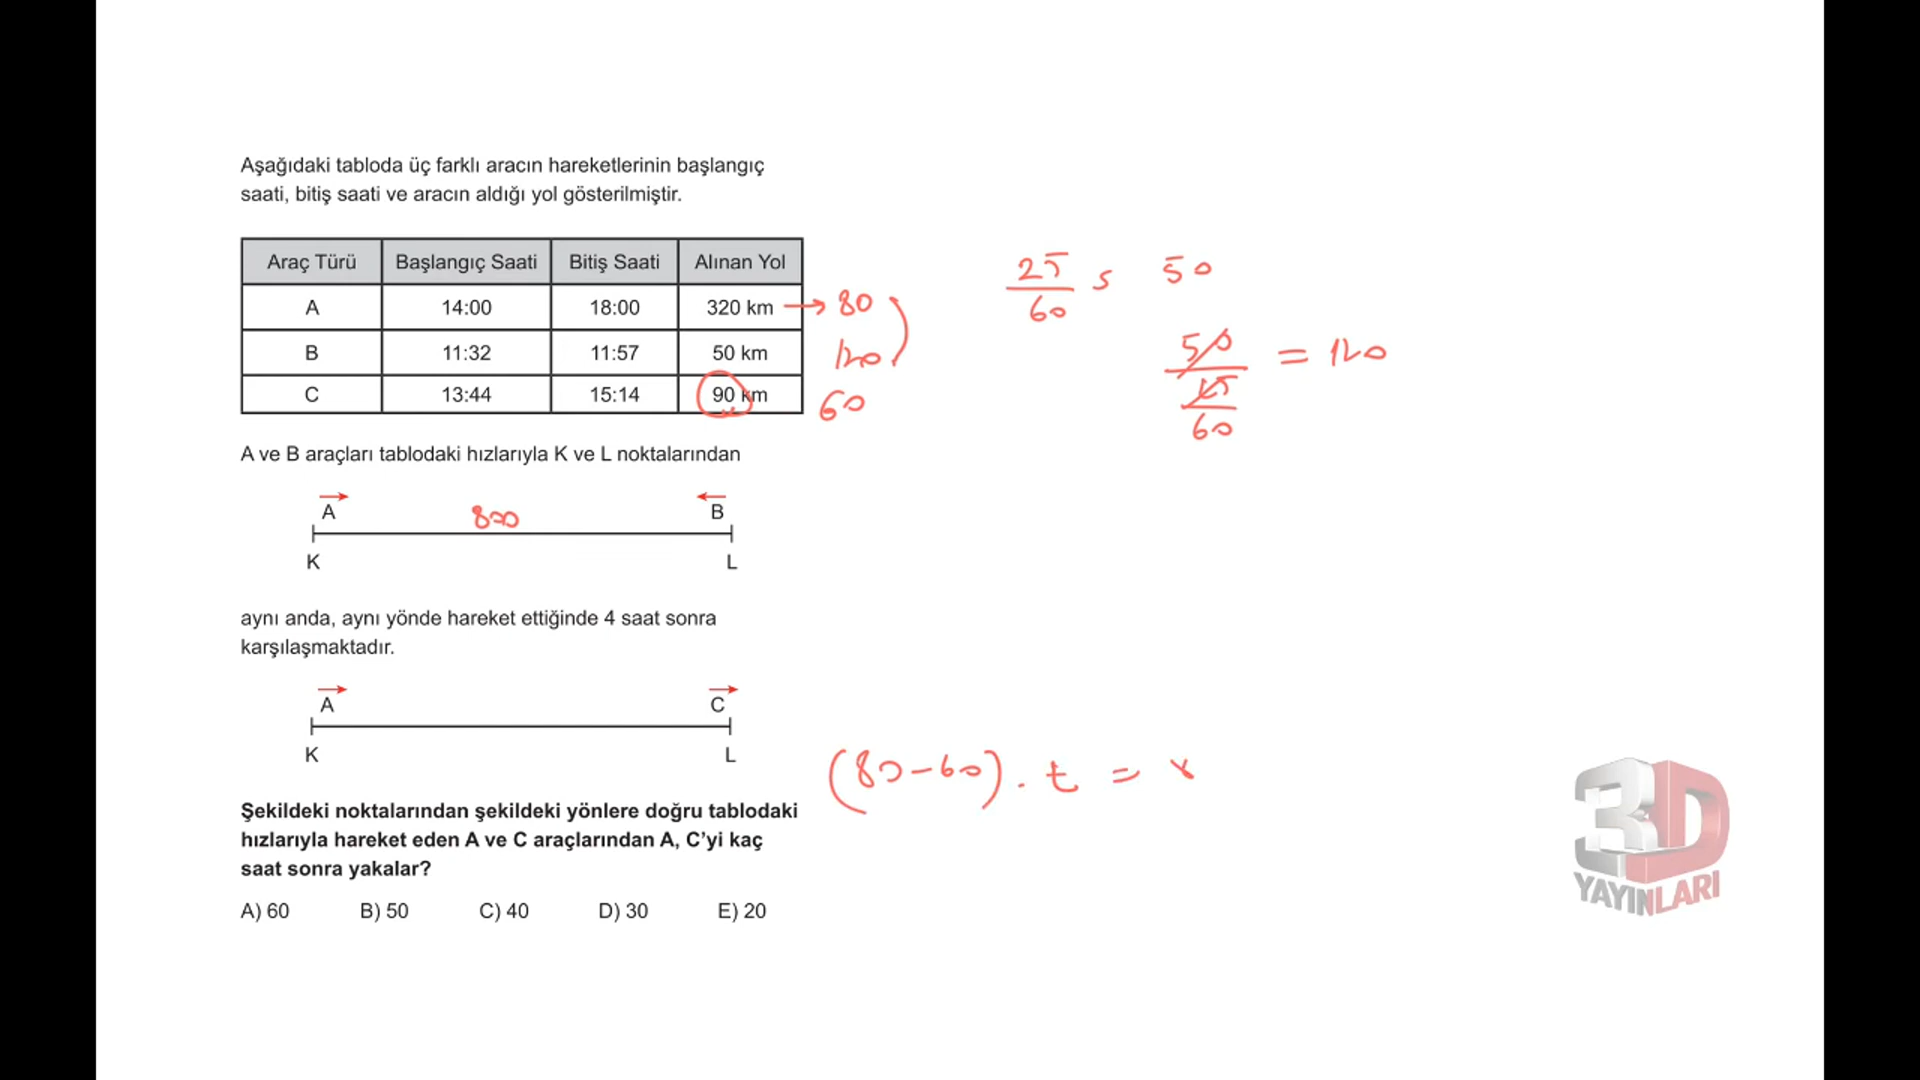 Aşağıdaki tabloda üç farklı aracın hareketlerinin başlangıç
saati, bitiş saati ve aracın aldığı yol gösterilmiştir.
Araç Türü Başlangıç Saati Bitiş Saati Alınan Yol
A 14:00 18:00 320 km → 80
B 11:32 11:57 50 km 120
C 13:44 15:14 90 km 60
25/60 s 50
50/(25/60) = 120
A ve B araçları tablodaki hızlarıyla K ve L noktalarından
A 800 B
K L
aynı anda, aynı yönde hareket ettiğinde 4 saat sonra
karşılaşmaktadır.
A C
K L
(80-60) . t = x
Şekildeki noktalarından şekildeki yönlere doğru tablodaki
hızlarıyla hareket eden A ve C araçlarından A, C’yi kaç
saat sonra yakalar?
A) 60 B) 50 C) 40 D) 30 E) 20
3D
YAYINLARI